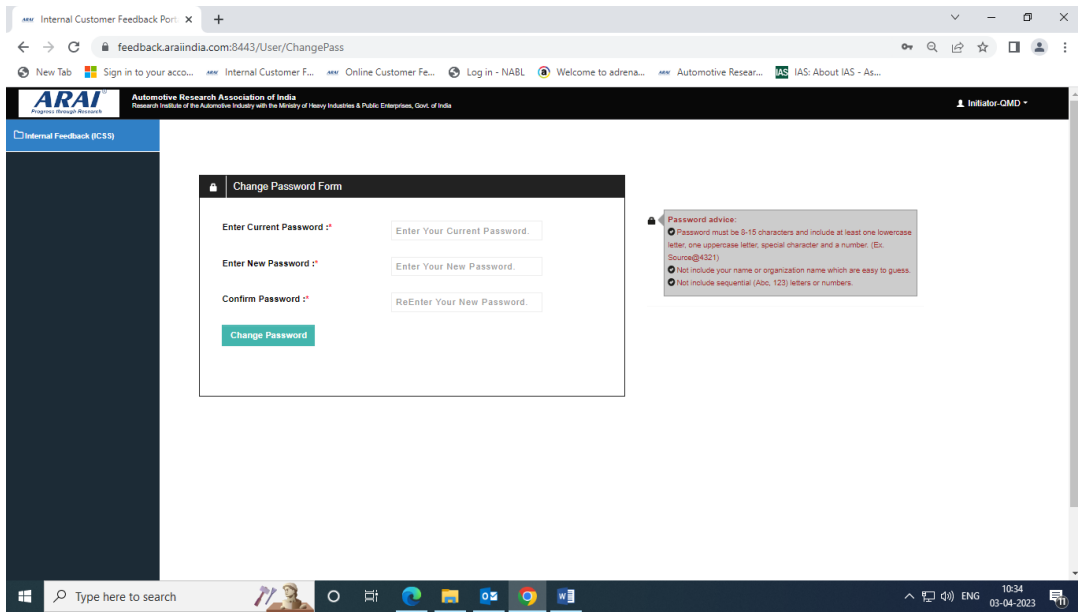 ARAI Internal Customer Feedback Port
feedback.araiindia.com:8443/User/ChangePass
New Tab Sign in to your acco... ARAI Internal Customer F... ARAI Online Customer Fe... Log in - NABL a Welcome to adrena... ARAI Automotive Resear... IAS IAS: About IAS - As...
ARAI®
Progress through Research
Automotive Research Association of India
Research Institute of the Automotive Industry with the Ministry of Heavy Industries & Public Enterprises, Govt. of India
Initiator-QMD
Internal Feedback (ICSS)
Change Password Form
Enter Current Password :*
Enter Your Current Password.
Enter New Password :*
Enter Your New Password.
Confirm Password :*
ReEnter Your New Password.
Change Password
Password advice:
Password must be 8-15 characters and include at least one lowercase
letter, one uppercase letter, special character and a number. (Ex.
Source@4321)
Not include your name or organization name which are easy to guess.
Not include sequential (Abc, 123) letters or numbers.
Type here to search
ENG
10:34
03-04-2023
11